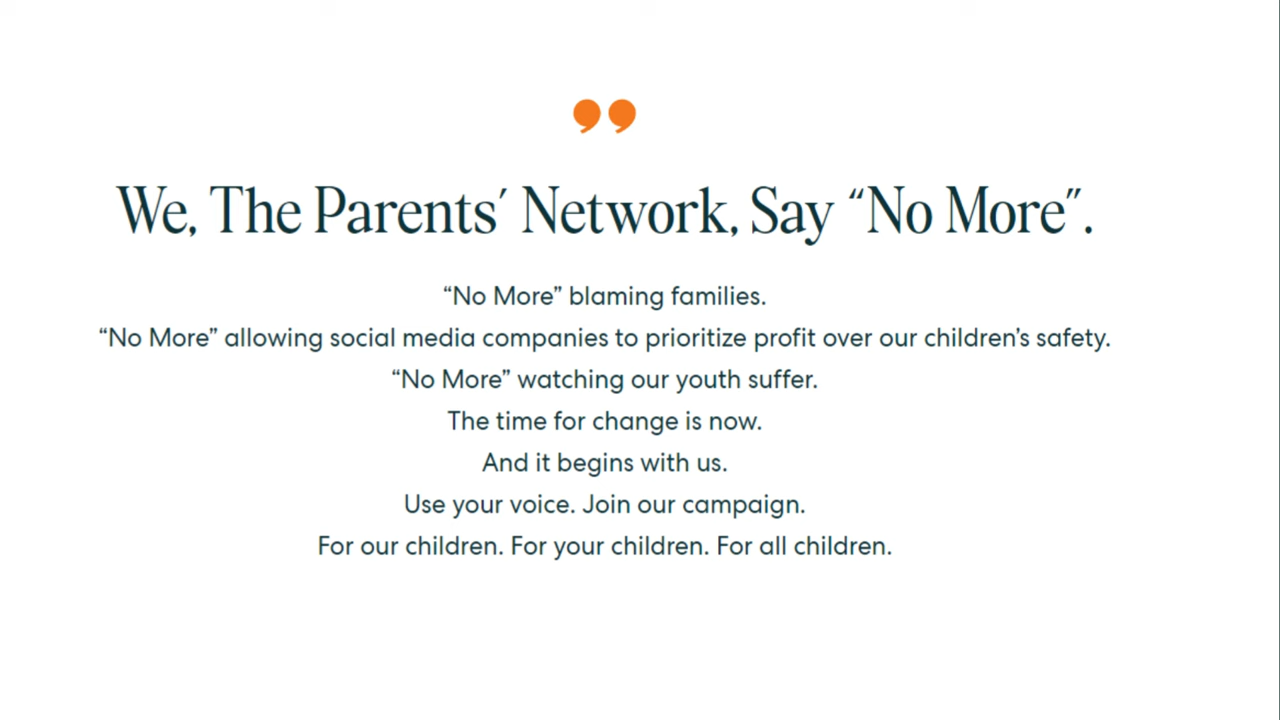 ”
We, The Parents’ Network, Say “No More”.
“No More” blaming families.
“No More” allowing social media companies to prioritize profit over our children’s safety.
“No More” watching our youth suffer.
The time for change is now.
And it begins with us.
Use your voice. Join our campaign.
For our children. For your children. For all children.